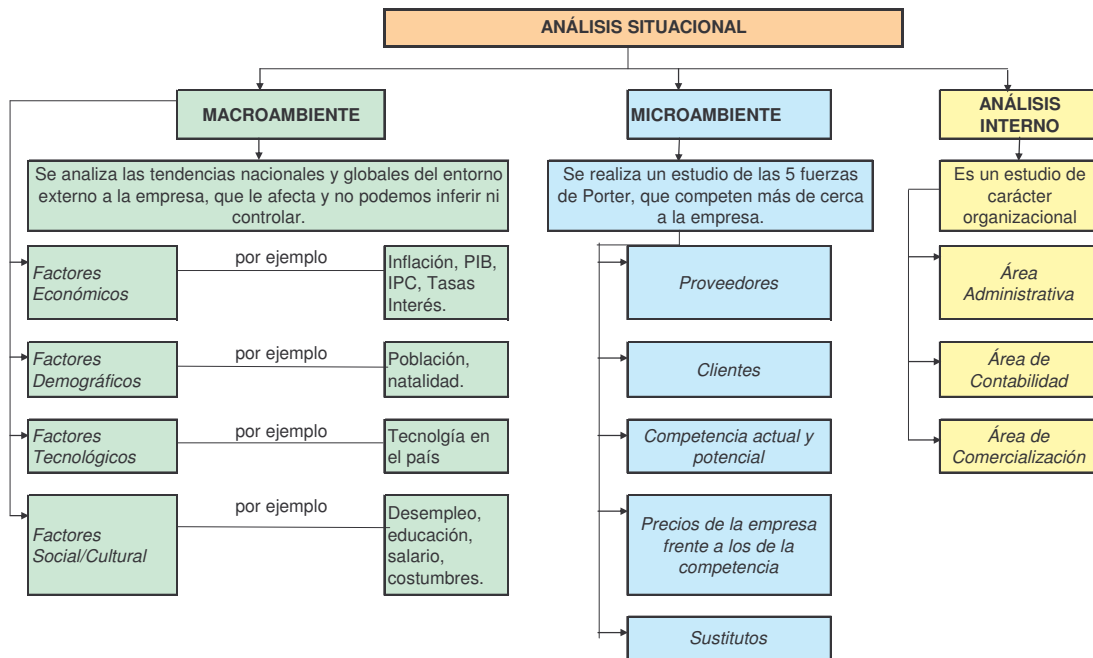 ANÁLISIS SITUACIONAL
MACROAMBIENTE
Se analiza las tendencias nacionales y globales del entorno
externo a la empresa, que le afecta y no podemos inferir ni
controlar.
Factores
Económicos
por ejemplo
Inflación, PIB,
IPC, Tasas
Interés.
Factores
Demográficos
por ejemplo
Población,
natalidad.
Factores
Tecnológicos
por ejemplo
Tecnolgía en
el país
Factores
Social/Cultural
por ejemplo
Desempleo,
educación,
salario,
costumbres.
MICROAMBIENTE
Se realiza un estudio de las 5 fuerzas
de Porter, que competen más de cerca
a la empresa.
Proveedores
Clientes
Competencia actual y
potencial
Precios de la empresa
frente a los de la
competencia
Sustitutos
ANÁLISIS
INTERNO
Es un estudio de
carácter
organizacional
Área
Administrativa
Área de
Contabilidad
Área de
Comercialización